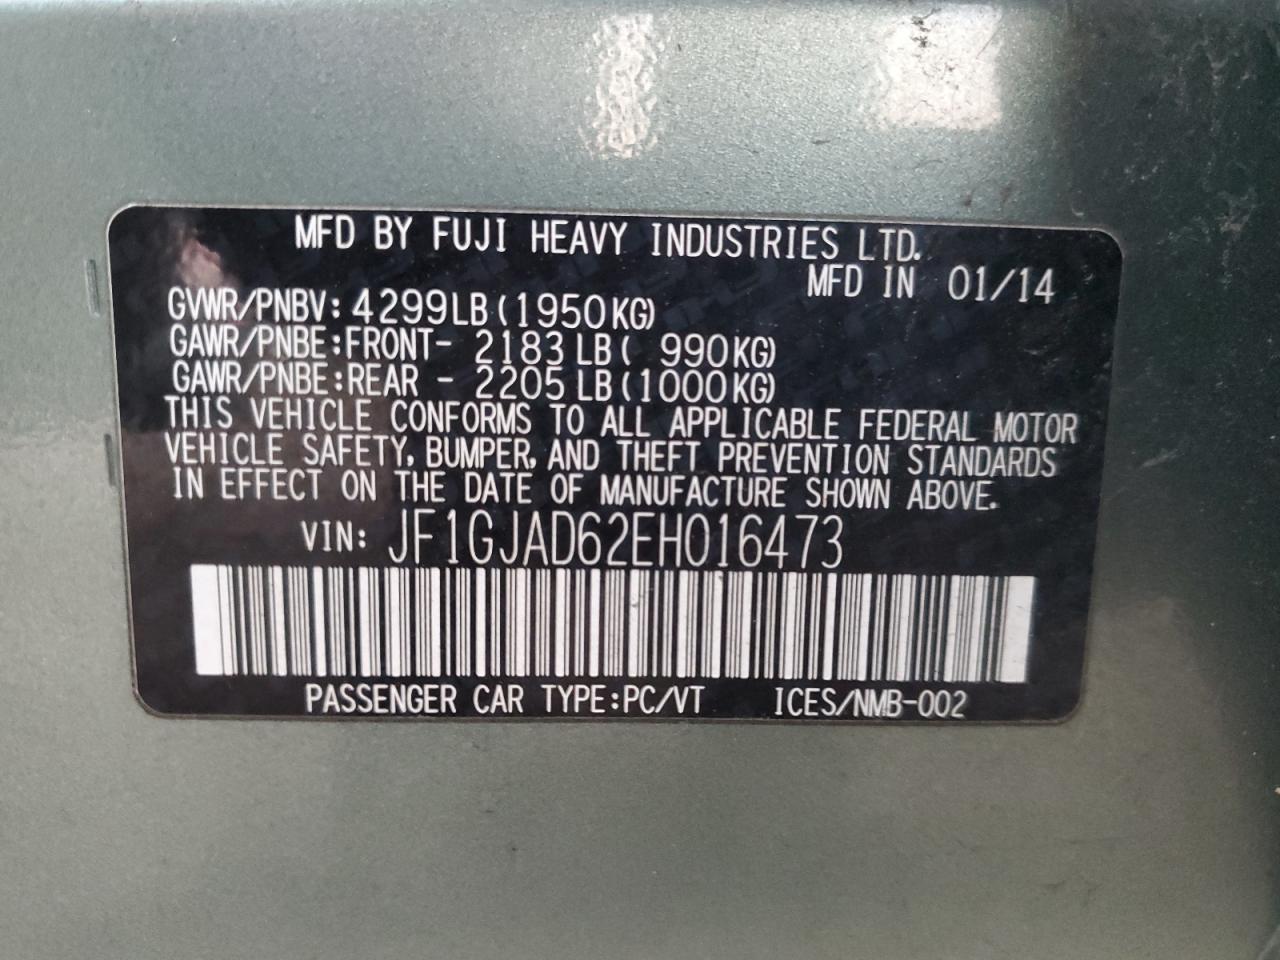 MFD BY FUJI HEAVY INDUSTRIES LTD.
MFD IN 01/14
GVWR/PNBV: 4299LB (1950KG)
GAWR/PNBE:FRONT- 2183LB( 990KG)
GAWR/PNBE:REAR - 2205LB(1000KG)
THIS VEHICLE CONFORMS TO ALL APPLICABLE FEDERAL MOTOR
VEHICLE SAFETY, BUMPER, AND THEFT PREVENTION STANDARDS
IN EFFECT ON THE DATE OF MANUFACTURE SHOWN ABOVE.
VIN: JF1GJAD62EH016473
PASSENGER CAR TYPE:PC/VT ICES/NMB-002